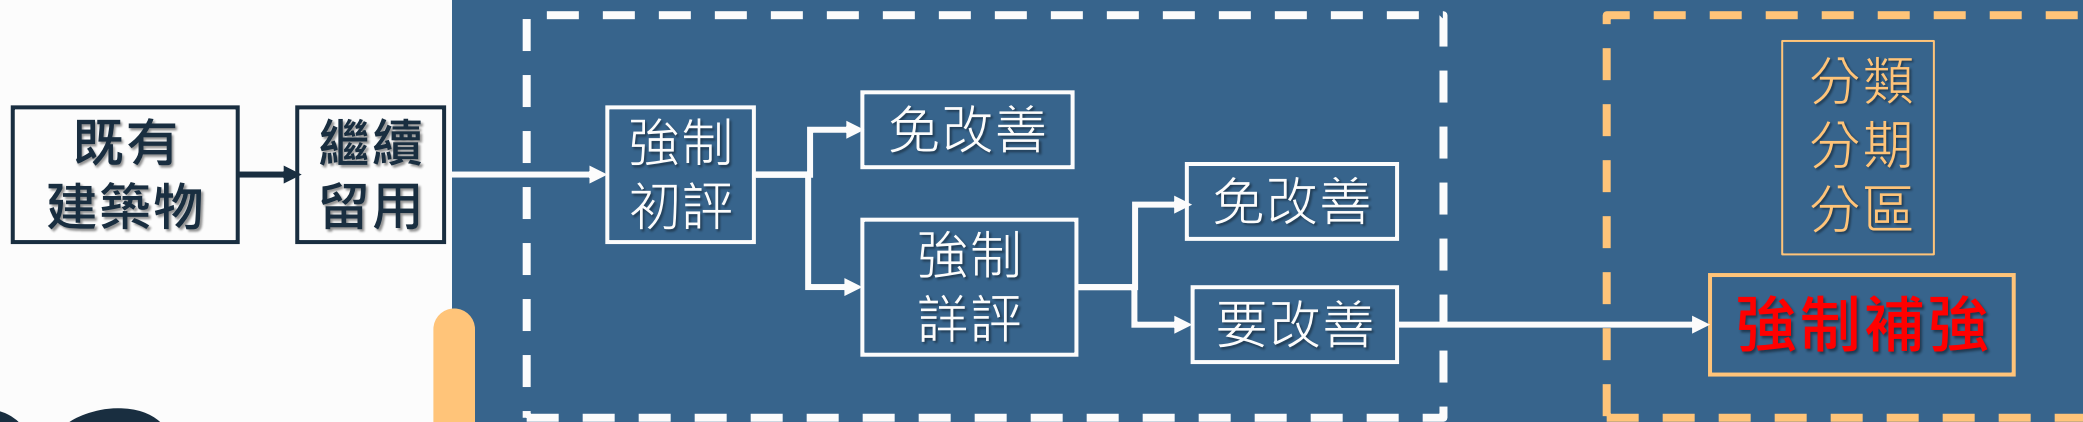 既有
建築物
繼續
留用
強制
初評
免改善
強制
詳評
免改善
要改善
分類
分期
分區
強制補強